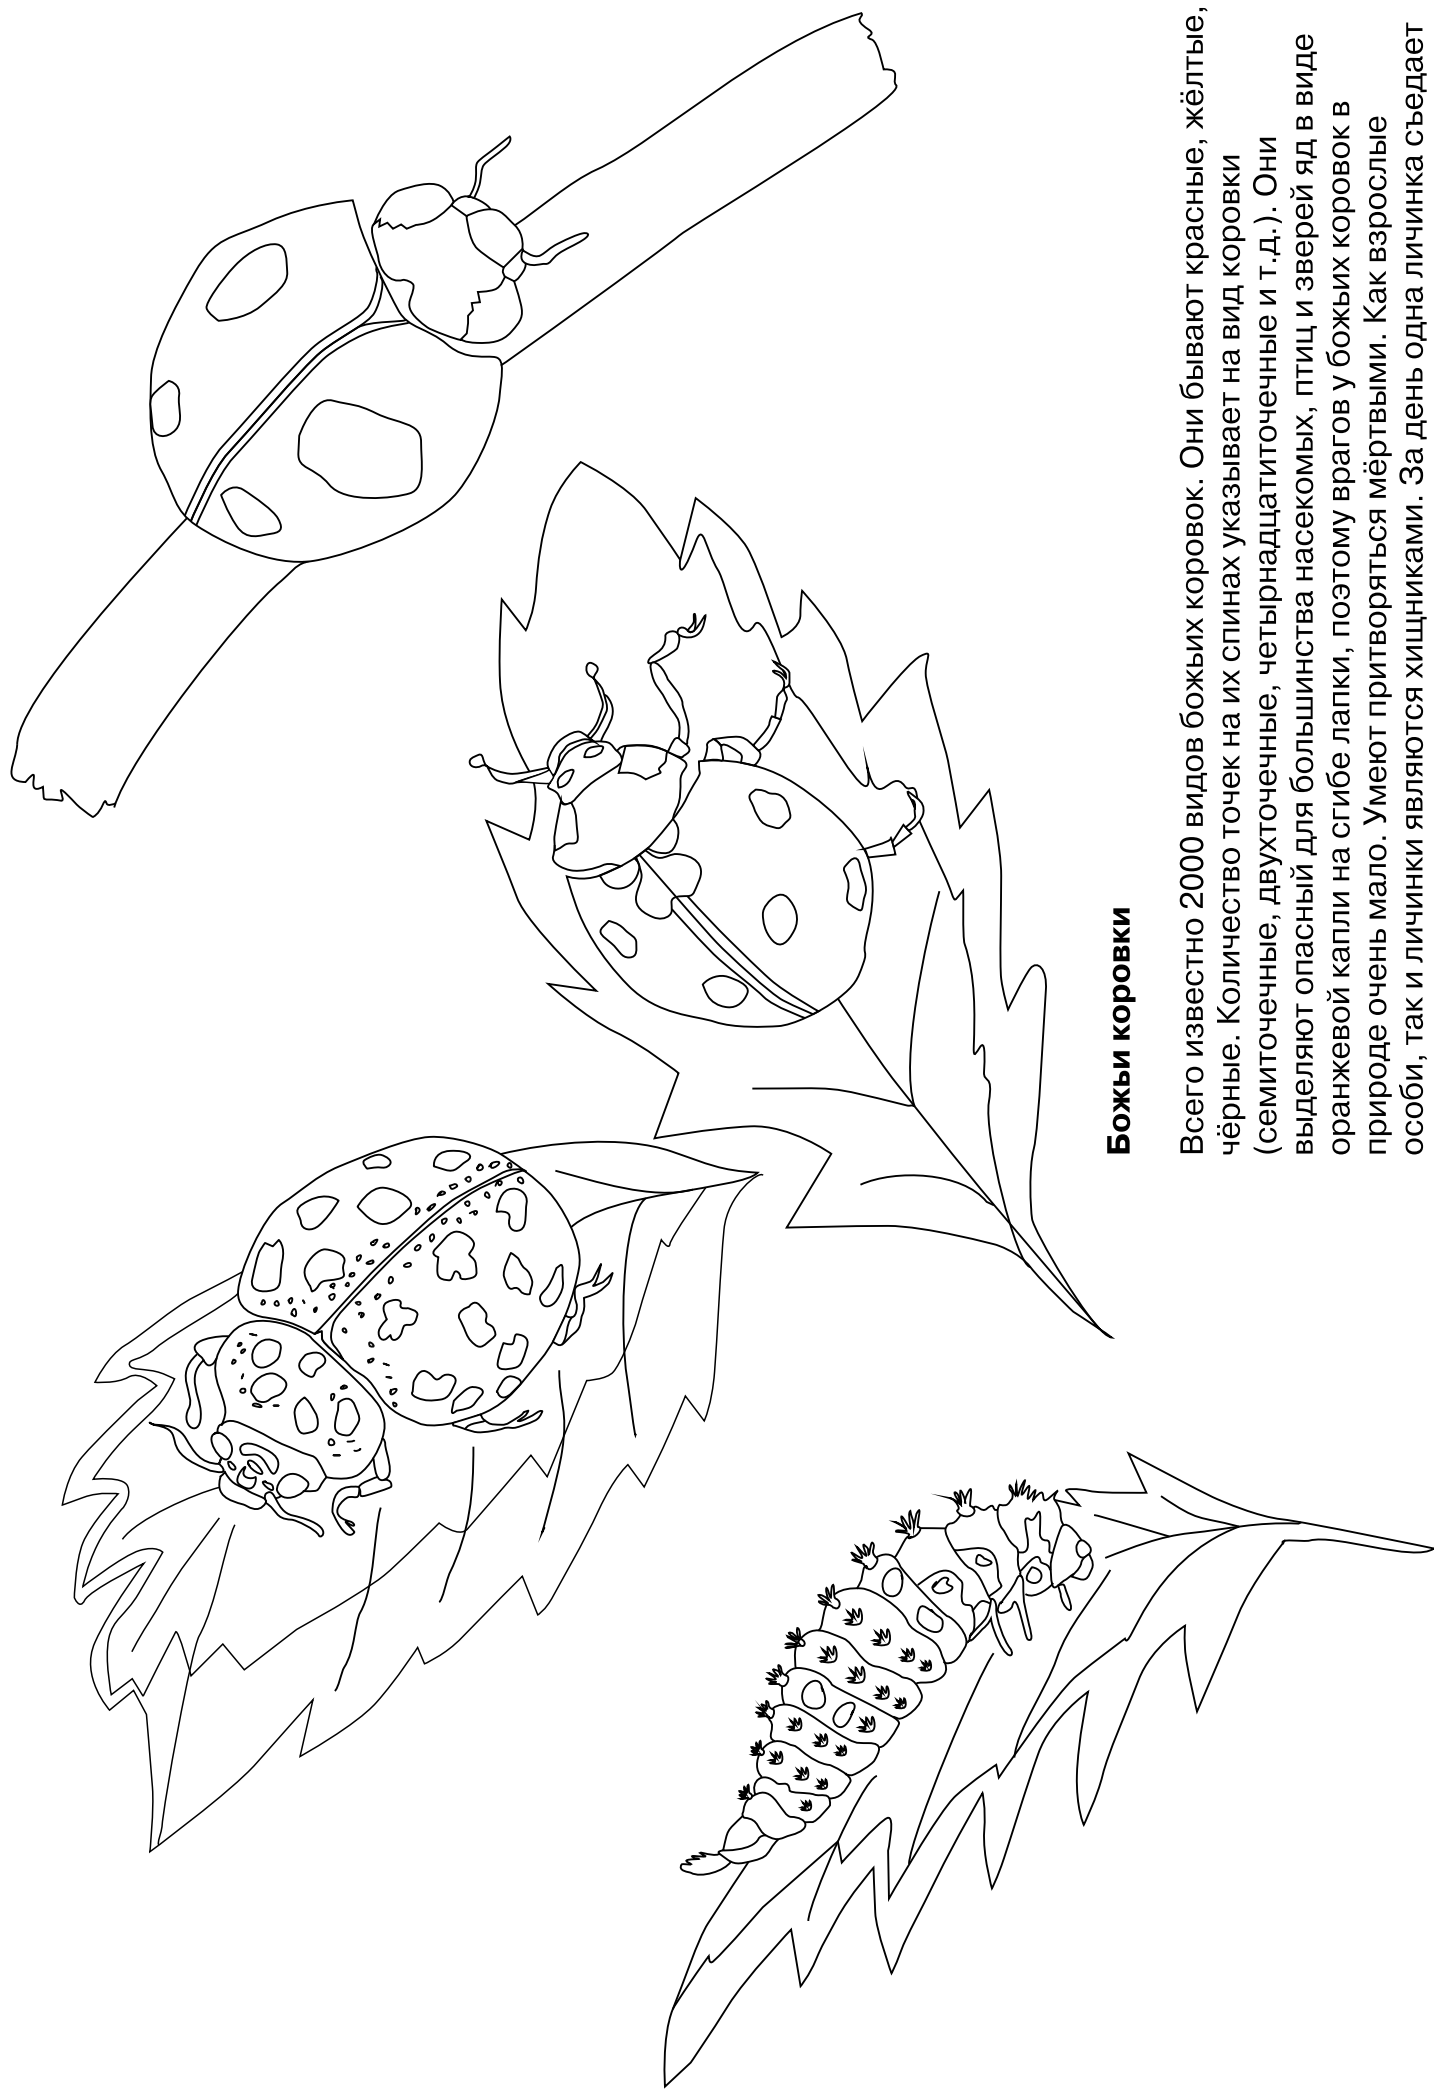 Божьи коровки
Всего известно 2000 видов божьих коровок. Они бывают красные, жёлтые,
чёрные. Количество точек на их спинах указывает на вид коровки
(семиточечные, двухточечные, четырнадцатиточечные и т.д.). Они
выделяют опасный для большинства насекомых, птиц и зверей яд в виде
оранжевой капли на сгибе лапки, поэтому врагов у божьих коровок в
природе очень мало. Умеют притворяться мёртвыми. Как взрослые
особи, так и личинки являются хищниками. За день одна личинка съедает